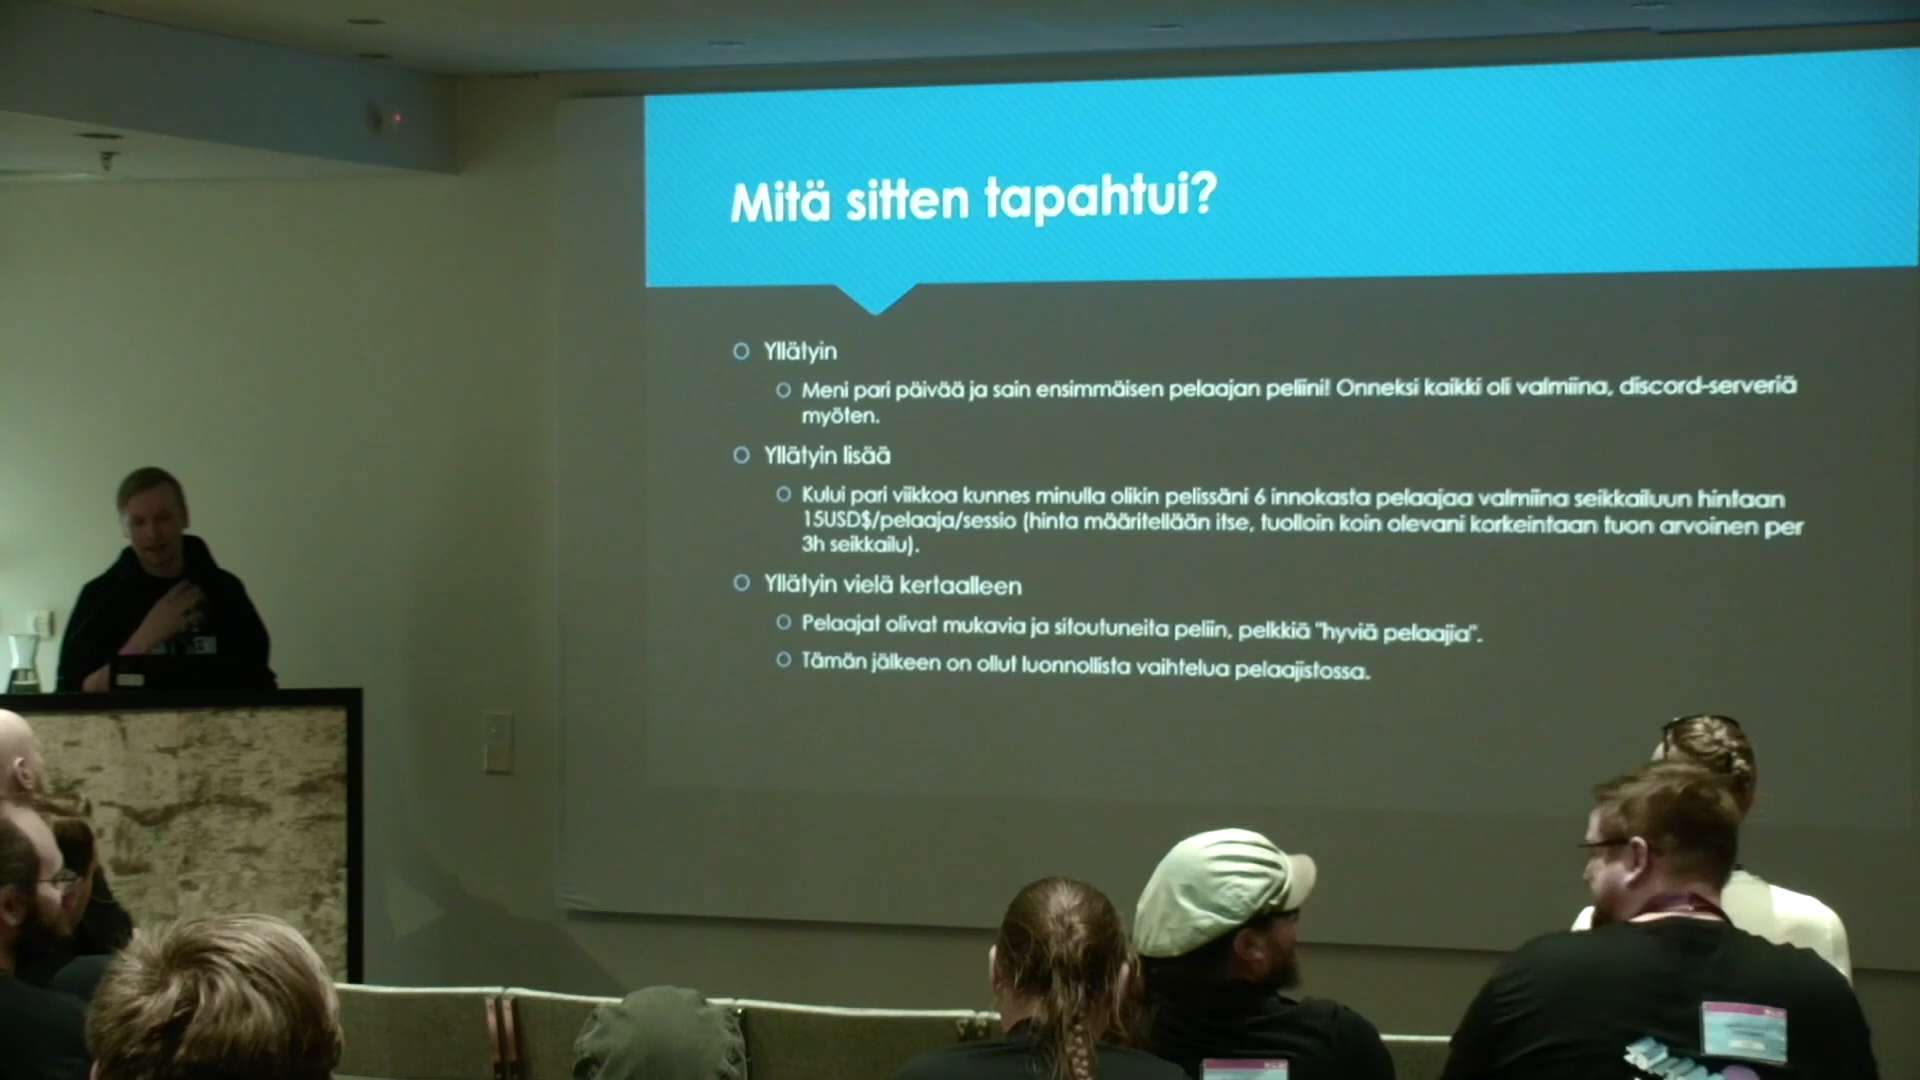 Mitä sitten tapahtui?
Yllätyin
Meni pari päivää ja sain ensimmäisen pelaajan peliini! Onneksi kaikki oli valmiina, discord-serveriä
myöten.
Yllätyin lisää
Kului pari viikkoa kunnes minulla olikin pelissäni 6 innokasta pelaajaa valmiina seikkailuun hintaan
15USD$/pelaaja/sessio (hinta määritellään itse, tuolloin koin olevani korkeintaan tuon arvoinen per
3h seikkailu).
Yllätyin vielä kertaalleen
Pelaajat olivat mukavia ja sitoutuneita peliin, pelkkiä "hyviä pelaajia".
Tämän jälkeen on ollut luonnollista vaihtelua pelaajistossa.